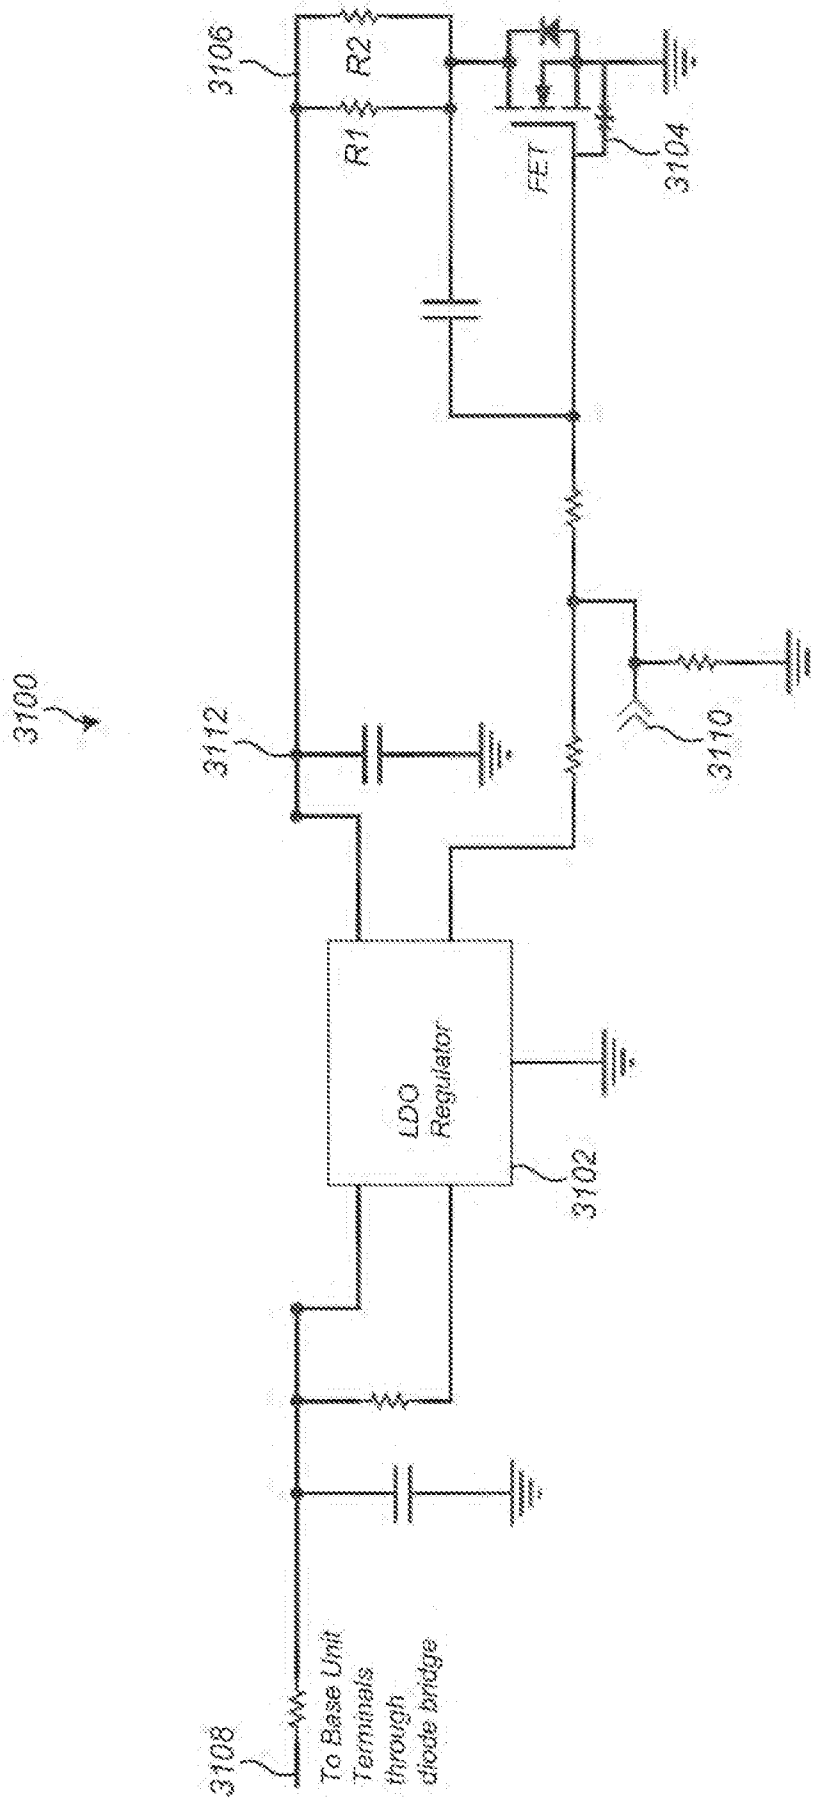 3100
3108
To Base Unit
Terminals
through
diode bridge
LDO
Regulator
3102
3112
3110
3106
R1
R2
FET
3104